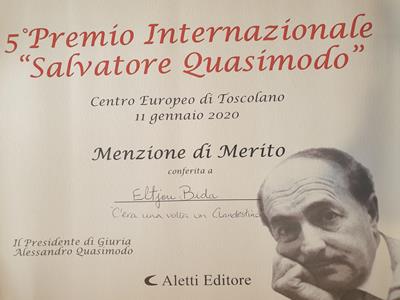 5° Premio Internazionale
“Salvatore Quasimodo”
Centro Europeo di Toscolano
11 gennaio 2020
Menzione di Merito
conferita a
Eltjon Bida
"C'era una volta un Clandestino
Il Presidente di Giuria
Alessandro Quasimodo
Aletti Editore